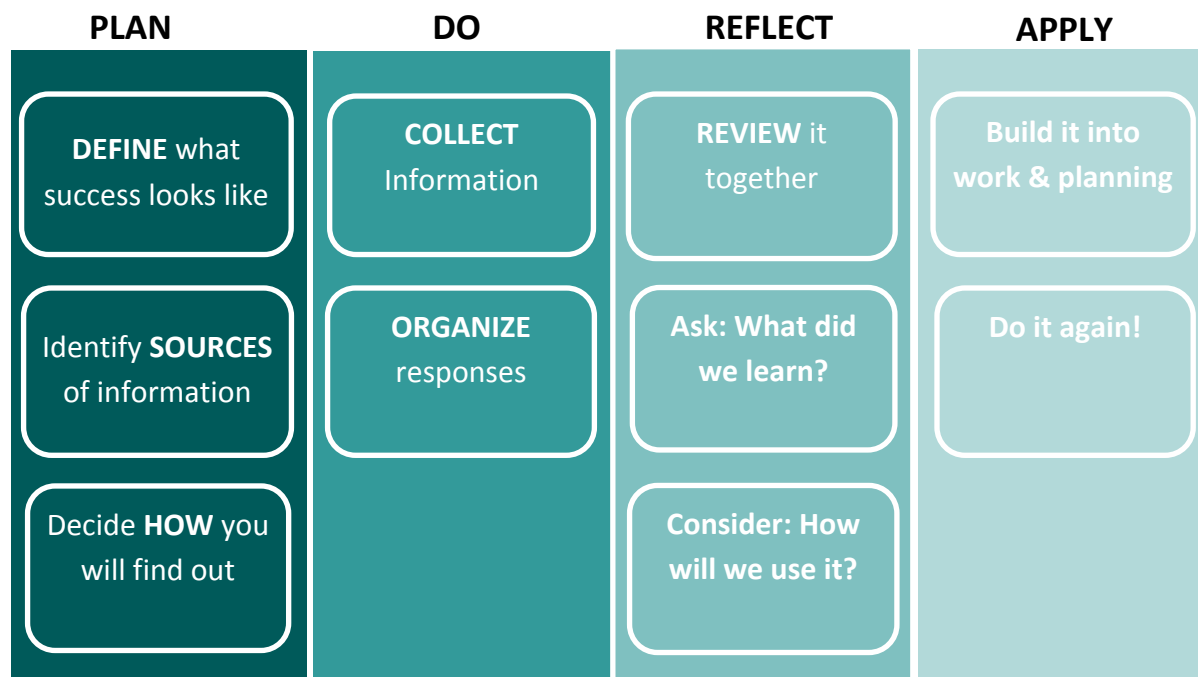 PLAN
DEFINE what
success looks like
Identify SOURCES
of information
Decide HOW you
will find out
DO
COLLECT
Information
ORGANIZE
responses
REFLECT
REVIEW it
together
Ask: What did
we learn?
Consider: How
will we use it?
APPLY
Build it into
work & planning
Do it again!